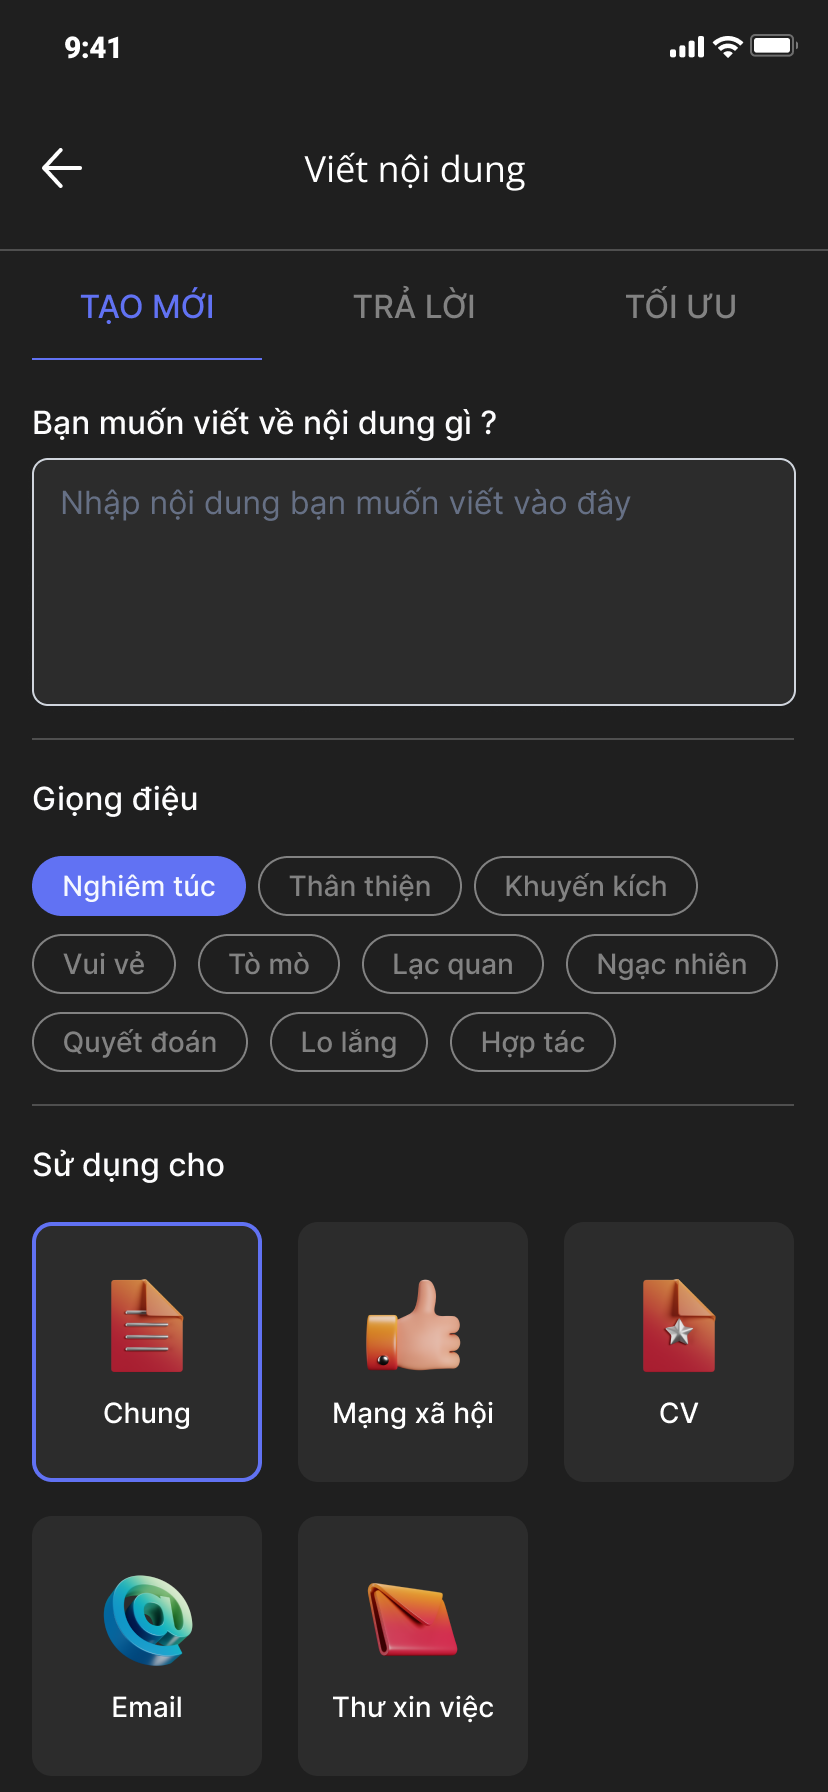 9:41
Viết nội dung
TẠO MỚI TRẢ LỜI TỐI ƯU
Bạn muốn viết về nội dung gì ?
Nhập nội dung bạn muốn viết vào đây
Giọng điệu
Nghiêm túc Thân thiện Khuyến kích
Vui vẻ Tò mò Lạc quan Ngạc nhiên
Quyết đoán Lo lắng Hợp tác
Sử dụng cho
Chung Mạng xã hội CV
Email Thư xin việc